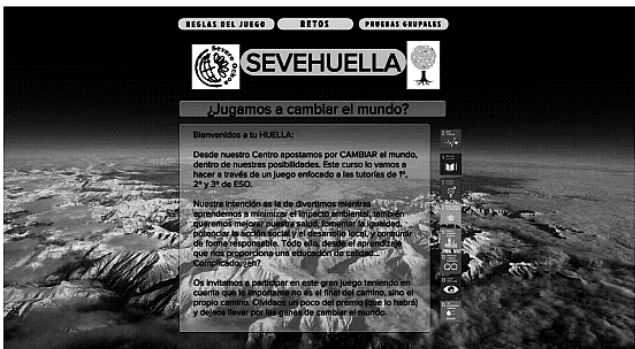 REGLAS DEL JUEGO
RETOS
PRUEBAS GRUPALES
Severo Ochoa
SEVEHUELLA
¿Jugamos a cambiar el mundo?
Bienvenidos a tu HUELLA:
Desde nuestro Centro apostamos por CAMBIAR el mundo,
dentro de nuestras posibilidades. Este curso lo vamos a
hacer a través de un juego enfocado a las tutorías de 1º,
2º y 3º de ESO.
Nuestra intención es la de divertirnos mientras
aprendemos a minimizar el impacto ambiental, también
queremos mejorar nuestra salud, fomentar la igualdad,
potenciar la acción social y el desarrollo local, y consumir
de forma responsable. Todo ello, desde el aprendizaje
que nos proporciona una educación de calidad...
Complicado, ¿eh?
Os invitamos a participar en este gran juego teniendo en
cuenta que lo importante no es el final del camino, sino el
propio camino. Olvidaos un poco del premio (que lo habrá)
y dejaos llevar por las ganas de cambiar el mundo.